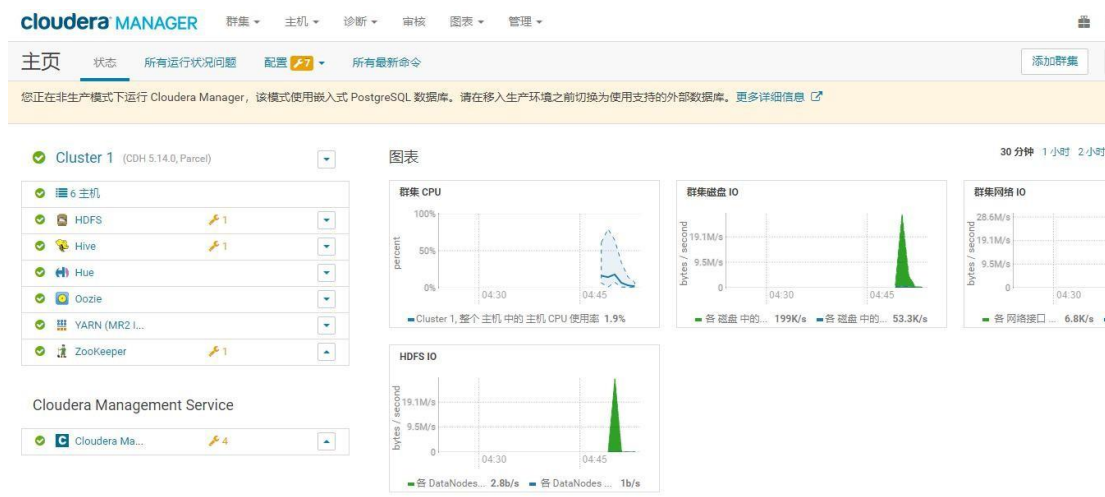 cloudera MANAGER 群集 主机 诊断 审核 图表 管理
主页 状态 所有运行状况问题 配置 7 所有最新命令 添加群集
您正在非生产模式下运行 Cloudera Manager，该模式使用嵌入式 PostgreSQL 数据库。请在移入生产环境之前切换为使用支持的外部数据库。更多详细信息
Cluster 1 (CDH 5.14.0, Parcel)
6 主机
HDFS 1
Hive 1
Hue
Oozie
YARN (MR2 I...
ZooKeeper 1
Cloudera Management Service
Cloudera Ma... 4
图表 30 分钟 1 小时 2 小时
群集 CPU
percent
100%
50%
0%
04:30 04:45
Cluster 1, 整个 主机 中的 主机 CPU 使用率 1.9%
群集磁盘 IO
bytes / second
19.1M/s
9.5M/s
0
04:30 04:45
各 磁盘 中的... 199K/s 各 磁盘 中的... 53.3K/s
群集网络 IO
bytes / second
28.6M/s
19.1M/s
9.5M/s
0
04:30
各 网络接口 ... 6.8K/s
HDFS IO
bytes / second
19.1M/s
9.5M/s
0
04:30 04:45
各 DataNodes... 2.8b/s 各 DataNodes ... 1b/s